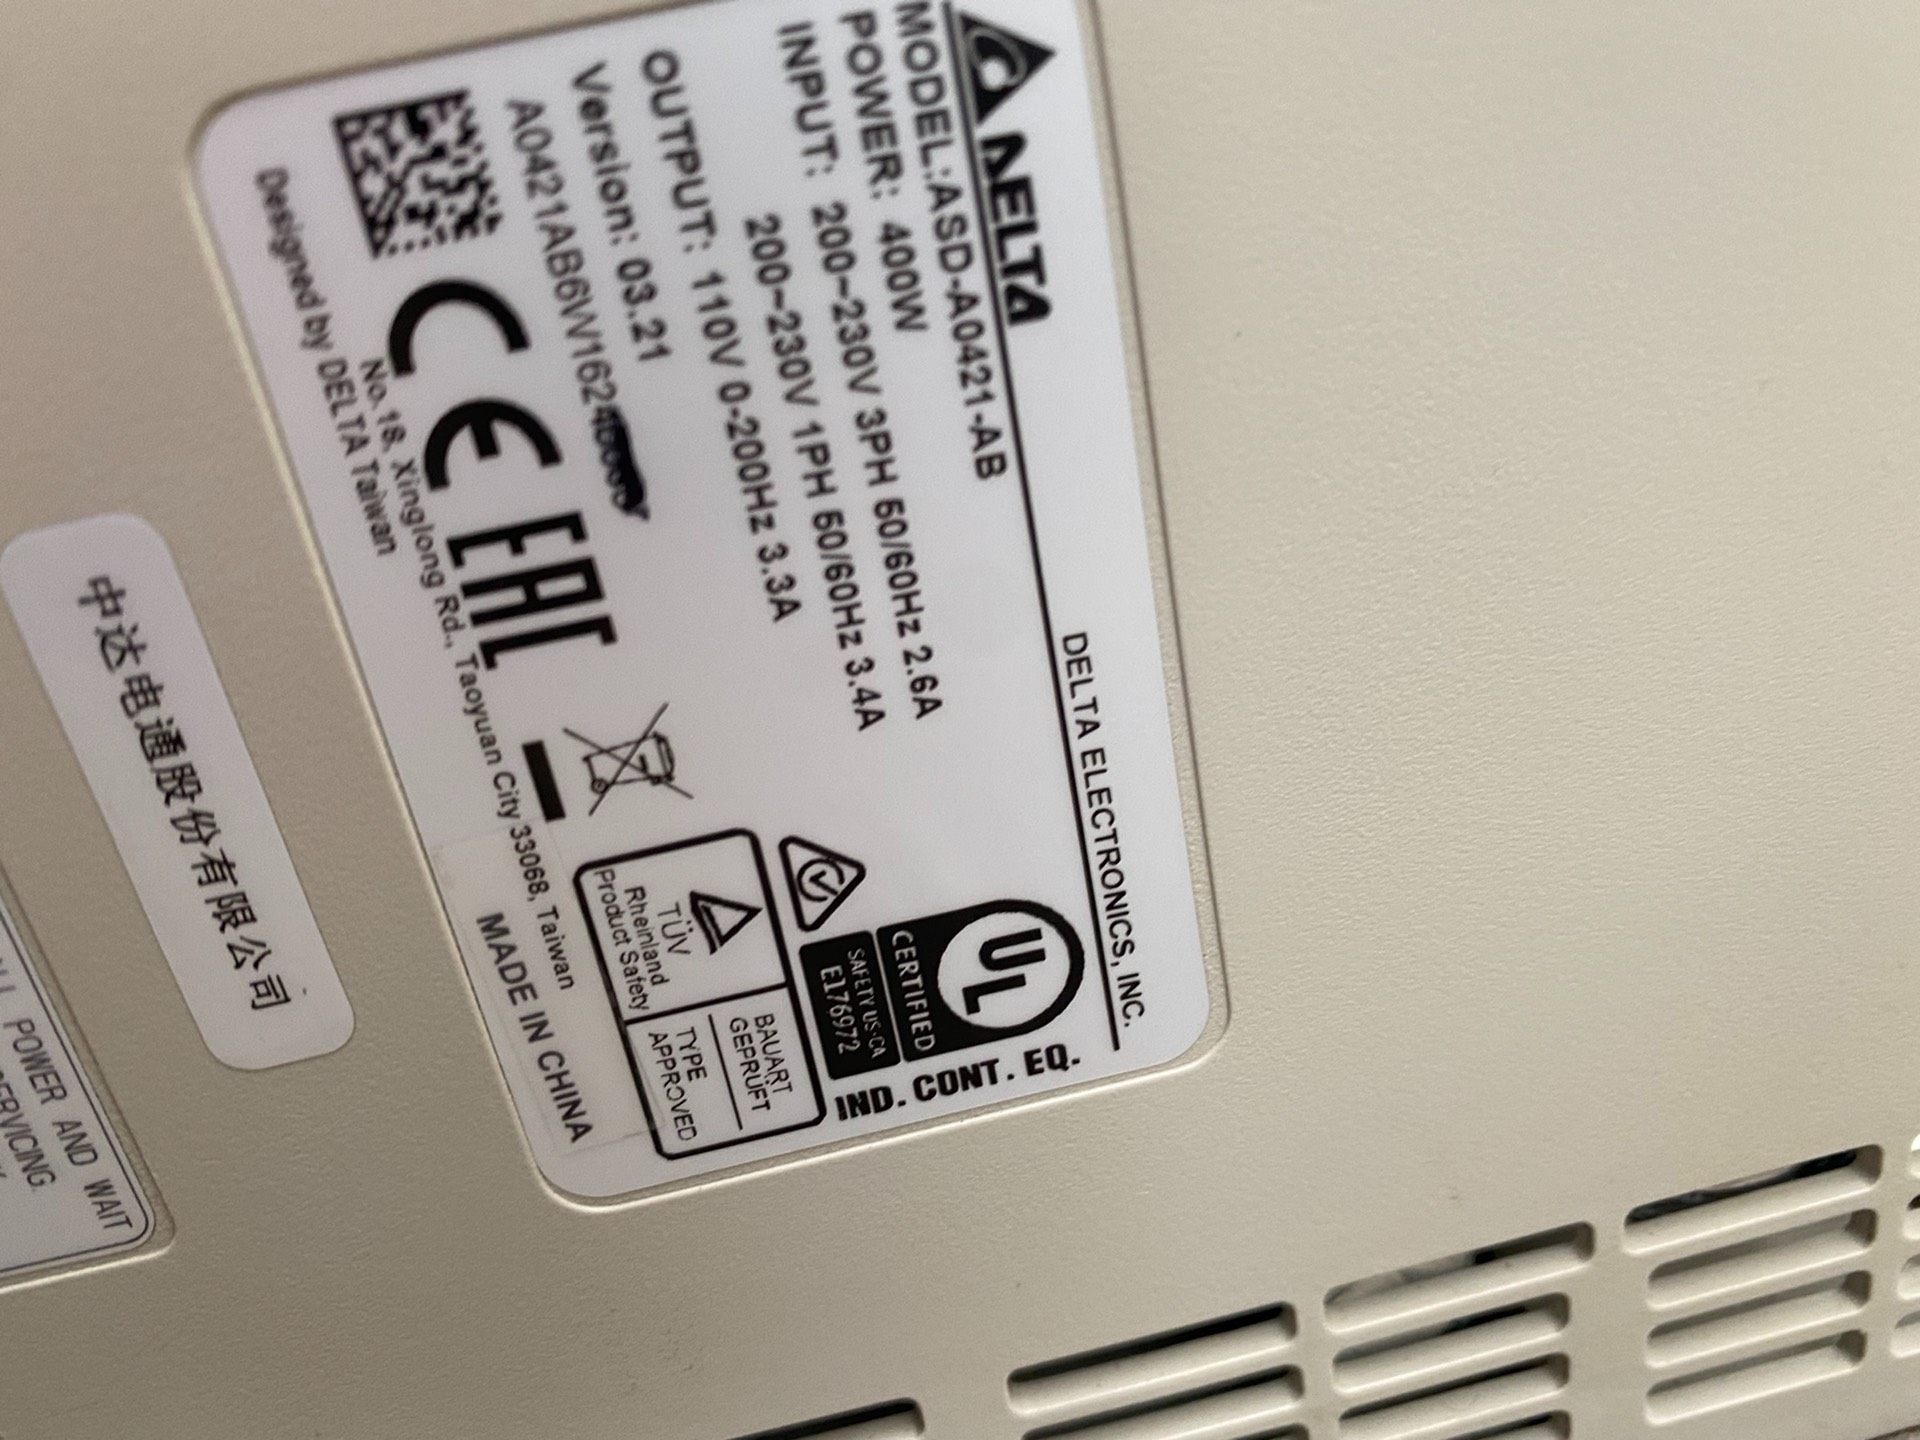 DELTA
DELTA ELECTRONICS, INC.
MODEL:ASD-A0421-AB
POWER: 400W
INPUT: 200~230V 3PH 50/60Hz 2.6A
200~230V 1PH 50/60Hz 3.4A
OUTPUT: 110V 0-200Hz 3.3A
Version: 03.21
A0421AB6W1624
UL
CERTIFIED
SAFETY US-CA
E176972
IND. CONT. EQ.
CE EAC
TÜV
Rheinland
Product Safety
BAUART
GEPRÜFT
TYPE
APPROVED
No.18, Xinglong Rd., Taoyuan City 33068, Taiwan
Designed by DELTA Taiwan
MADE IN CHINA
中达电通股份有限公司
POWER AND WAIT